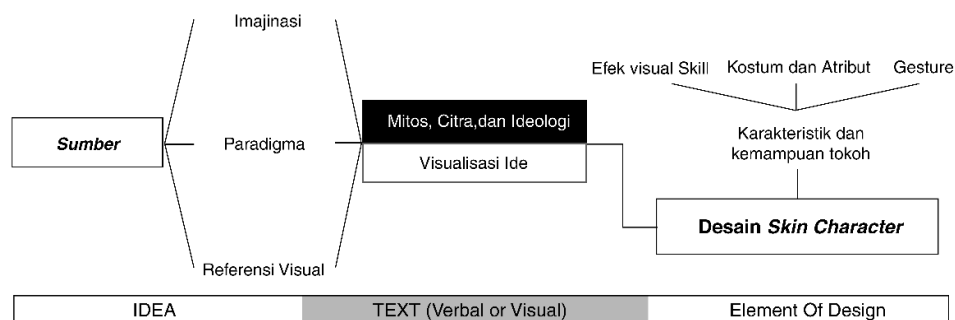 Imajinasi
Efek visual Skill
Kostum dan Atribut
Gesture
Mitos, Citra,dan Ideologi
Sumber
Paradigma
Karakteristik dan
kemampuan tokoh
Visualisasi Ide
Desain Skin Character
Referensi Visual
IDEA
TEXT (Verbal or Visual)
Element Of Design